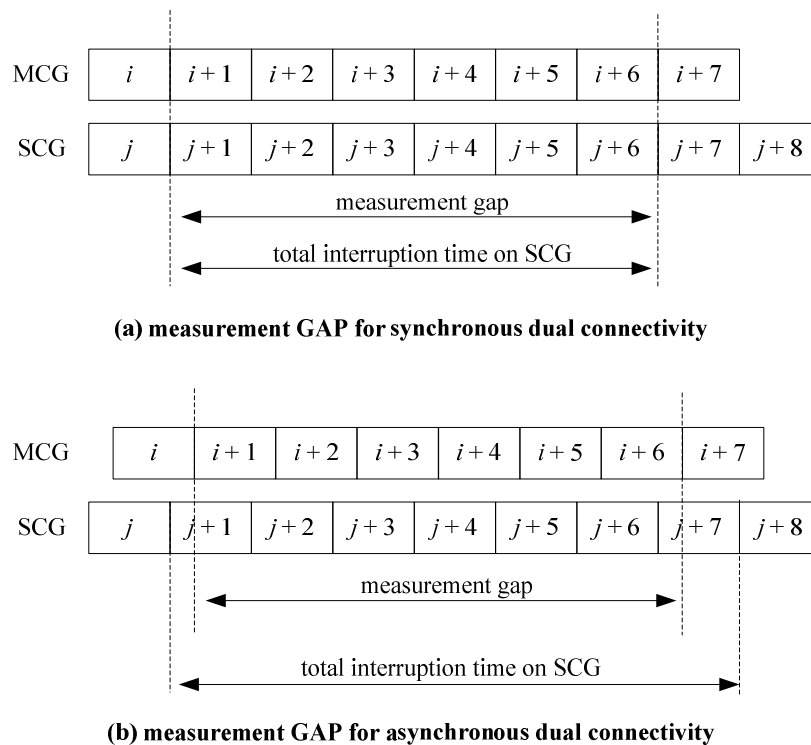 MCG i i + 1 i + 2 i + 3 i + 4 i + 5 i + 6 i + 7
SCG j j + 1 j + 2 j + 3 j + 4 j + 5 j + 6 j + 7 j + 8
measurement gap
total interruption time on SCG
(a) measurement GAP for synchronous dual connectivity
MCG i i + 1 i + 2 i + 3 i + 4 i + 5 i + 6 i + 7
SCG j j + 1 j + 2 j + 3 j + 4 j + 5 j + 6 j + 7 j + 8
measurement gap
total interruption time on SCG
(b) measurement GAP for asynchronous dual connectivity